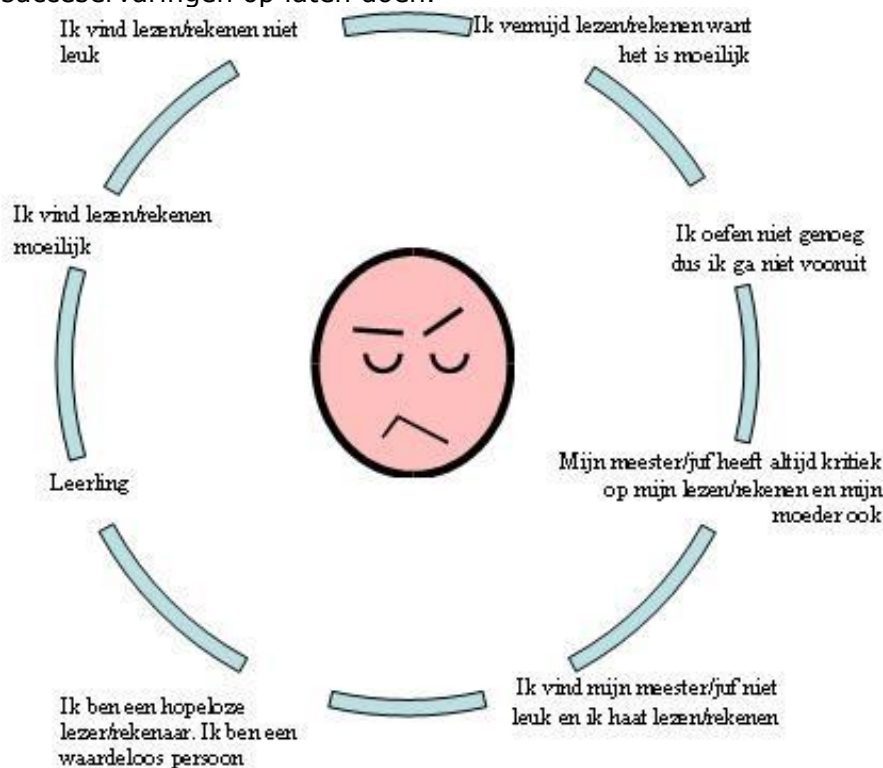 succeservaringen op laten doen.
Ik vind lezen/rekenen niet
leuk
Ik vermijd lezen/rekenen want
het is moeilijk
Ik oefen niet genoeg
dus ik ga niet vooruit
Mijn meester/juf heeft altijd kritiek
op mijn lezen/rekenen en mijn
moeder ook
Ik vind mijn meester/juf niet
leuk en ik haat lezen/rekenen
Ik ben een hopeloze
lezer/rekenaar. Ik ben een
waardeloos persoon
Leerling
Ik vind lezen/rekenen
moeilijk